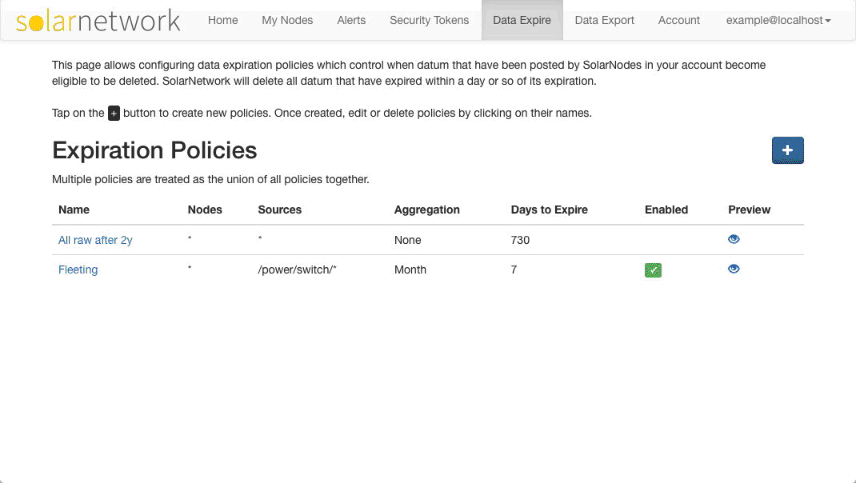 solarnetwork Home My Nodes Alerts Security Tokens Data Expire Data Export Account example@localhost
This page allows configuring data expiration policies which control when datum that have been posted by SolarNodes in your account become
eligible to be deleted. SolarNetwork will delete all datum that have expired within a day or so of its expiration.
Tap on the + button to create new policies. Once created, edit or delete policies by clicking on their names.
Expiration Policies +
Multiple policies are treated as the union of all policies together.
Name Nodes Sources Aggregation Days to Expire Enabled Preview
All raw after 2y * * None 730
Fleeting * /power/switch/* Month 7 ✓